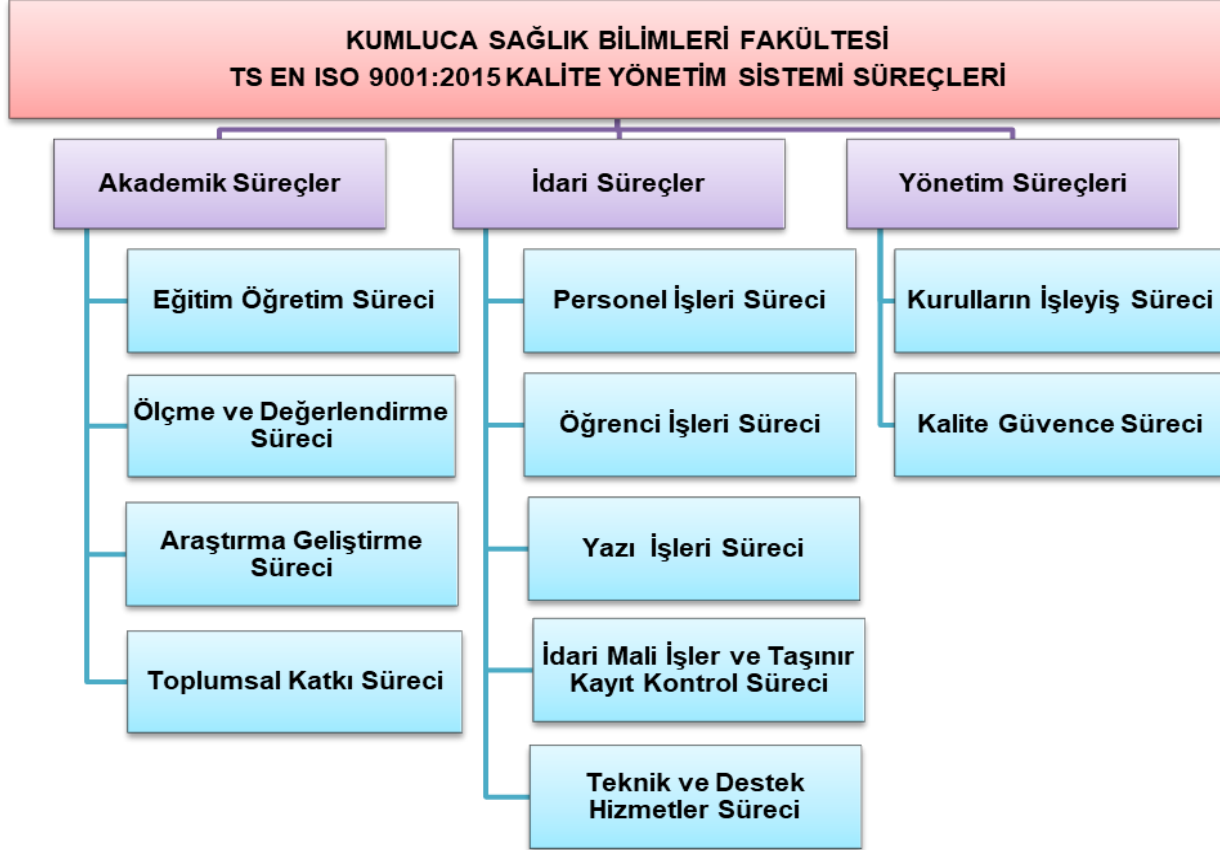 KUMLUCA SAĞLIK BİLİMLERİ FAKÜLTESİ
TS EN ISO 9001:2015 KALİTE YÖNETİM SİSTEMİ SÜREÇLERİ
Akademik Süreçler
Eğitim Öğretim Süreci
Ölçme ve Değerlendirme
Süreci
Araştırma Geliştirme
Süreci
Toplumsal Katkı Süreci
İdari Süreçler
Personel İşleri Süreci
Öğrenci İşleri Süreci
Yazı İşleri Süreci
İdari Mali İşler ve Taşınır
Kayıt Kontrol Süreci
Teknik ve Destek
Hizmetler Süreci
Yönetim Süreçleri
Kurulların İşleyiş Süreci
Kalite Güvence Süreci